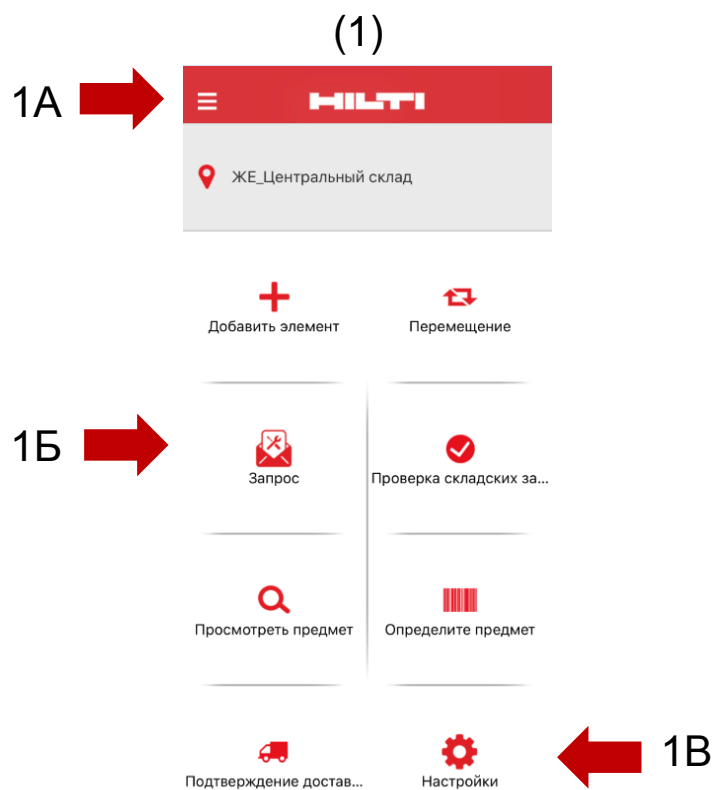 (1)
1А
HILTI
ЖЕ_Центральный склад
Добавить элемент
Перемещение
1Б
Запрос
Проверка складских за...
Просмотреть предмет
Определите предмет
1В
Подтверждение достав...
Настройки